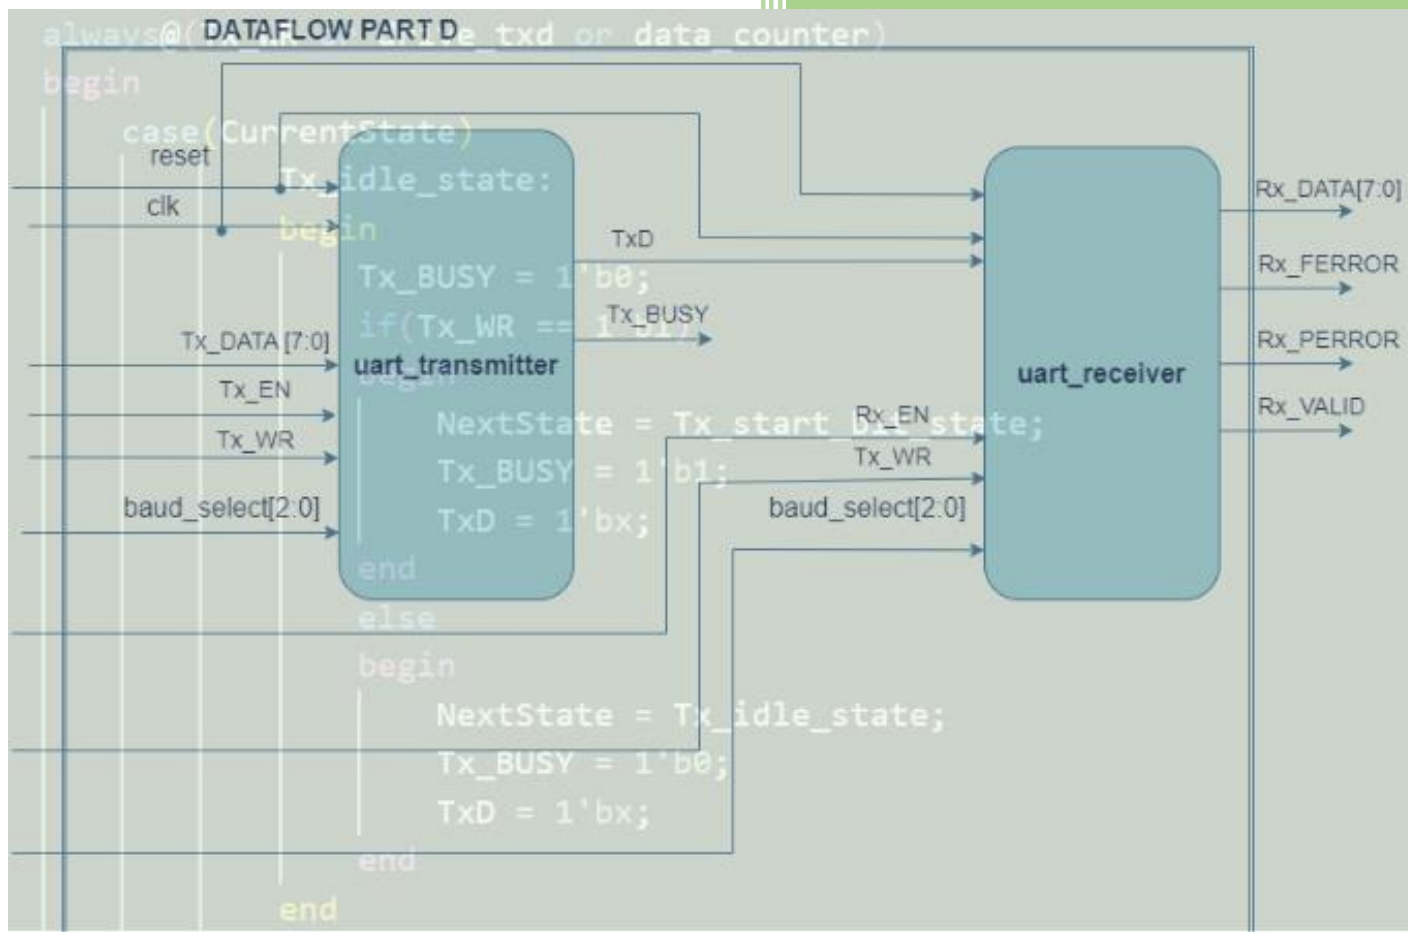 DATAFLOW PART D
always@(Tx_ _txd or data_counter)
begin
case(CurrentState)
reset
Tx_idle_state:
clk
begin
Rx_DATA[7:0]
TxD
Rx_FERROR
Tx_BUSY = 1'b0;
Tx_BUSY
if(Tx_WR == 1'b1)
Tx_DATA [7:0]
Rx_PERROR
uart_transmitter
uart_receiver
begin
Tx_EN
Rx_VALID
Rx_EN
NextState = Tx_start_bit_state;
Tx_WR
Tx_WR
Tx_BUSY = 1'b1;
baud_select[2:0]
baud_select[2:0]
TxD = 1'bx;
end
else
begin
NextState = Tx_idle_state;
Tx_BUSY = 1'b0;
TxD = 1'bx;
end
end